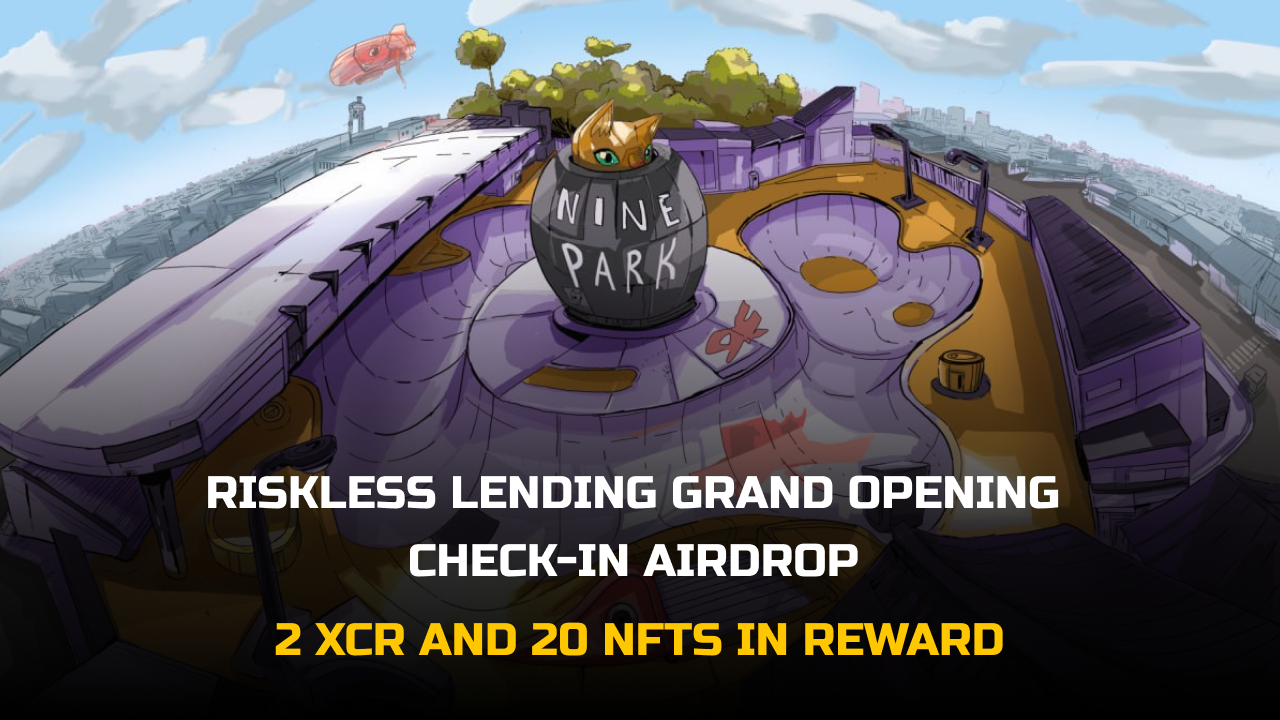 NINE
PARK
RISKLESS LENDING GRAND OPENING
CHECK-IN AIRDROP
2 XCR AND 20 NFTS IN REWARD